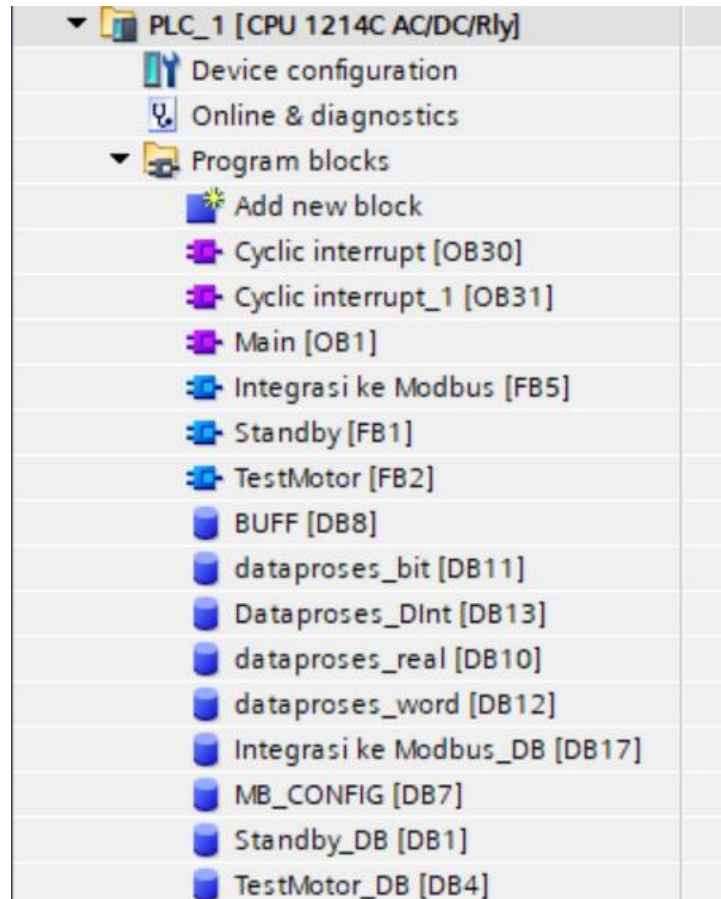 PLC_1 [CPU 1214C AC/DC/Rly]
Device configuration
Online & diagnostics
Program blocks
Add new block
Cyclic interrupt [OB30]
Cyclic interrupt_1 [OB31]
Main [OB1]
Integrasi ke Modbus [FB5]
Standby [FB1]
TestMotor [FB2]
BUFF [DB8]
dataproses_bit [DB11]
Dataproses_DInt [DB13]
dataproses_real [DB10]
dataproses_word [DB12]
Integrasi ke Modbus_DB [DB17]
MB_CONFIG [DB7]
Standby_DB [DB1]
TestMotor_DB [DB4]